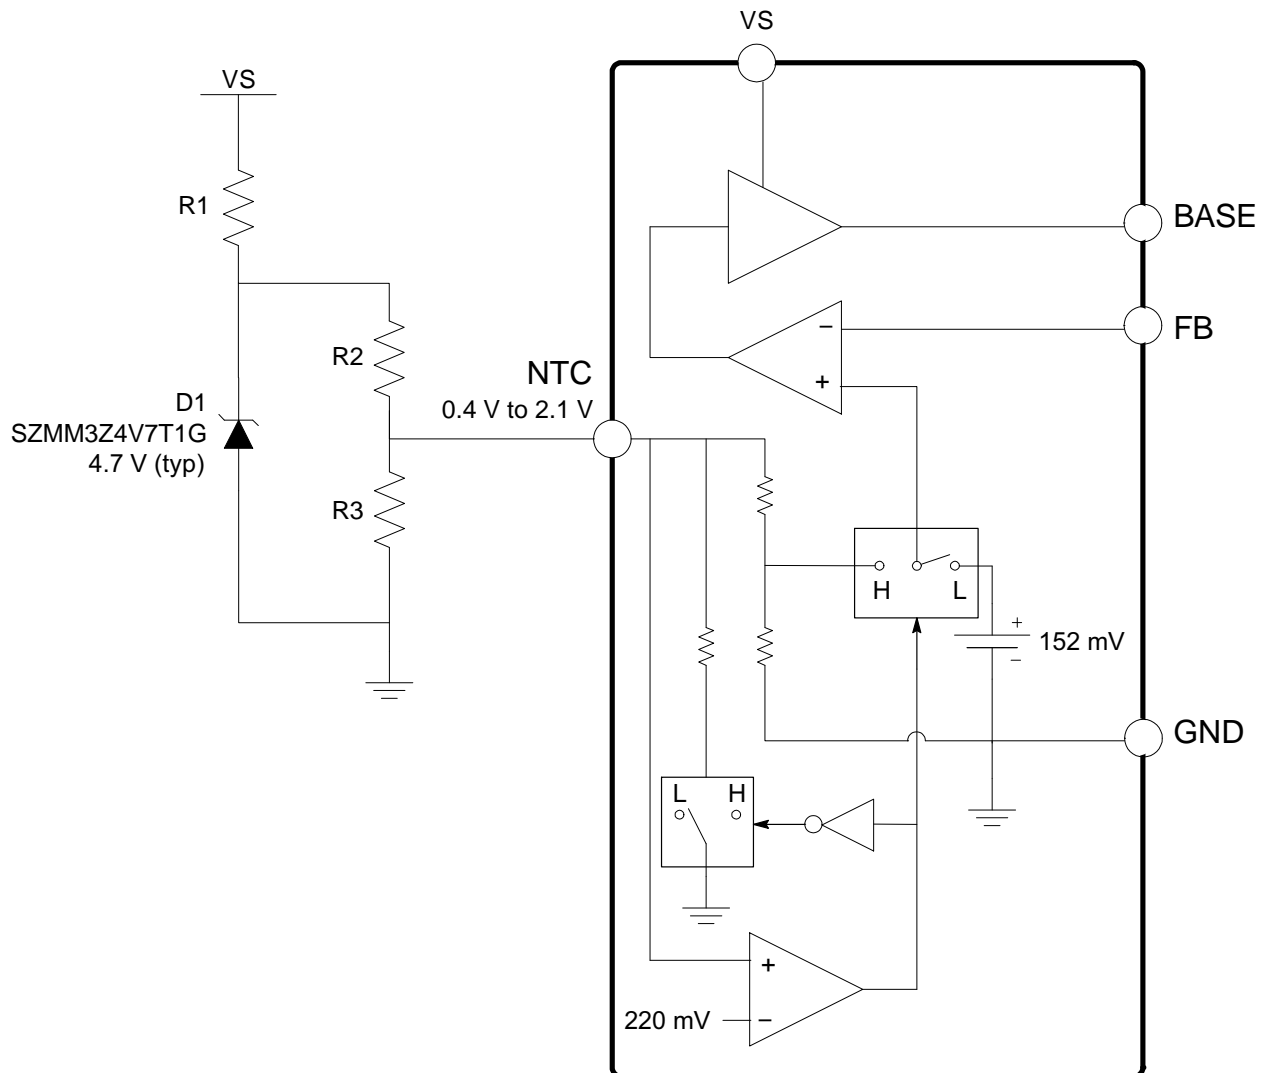 VS
VS
R1
BASE
FB
−
+
R2
NTC
0.4 V to 2.1 V
D1
SZMM3Z4V7T1G
4.7 V (typ)
R3
H
L
+
−
152 mV
GND
L
H
+
−
220 mV